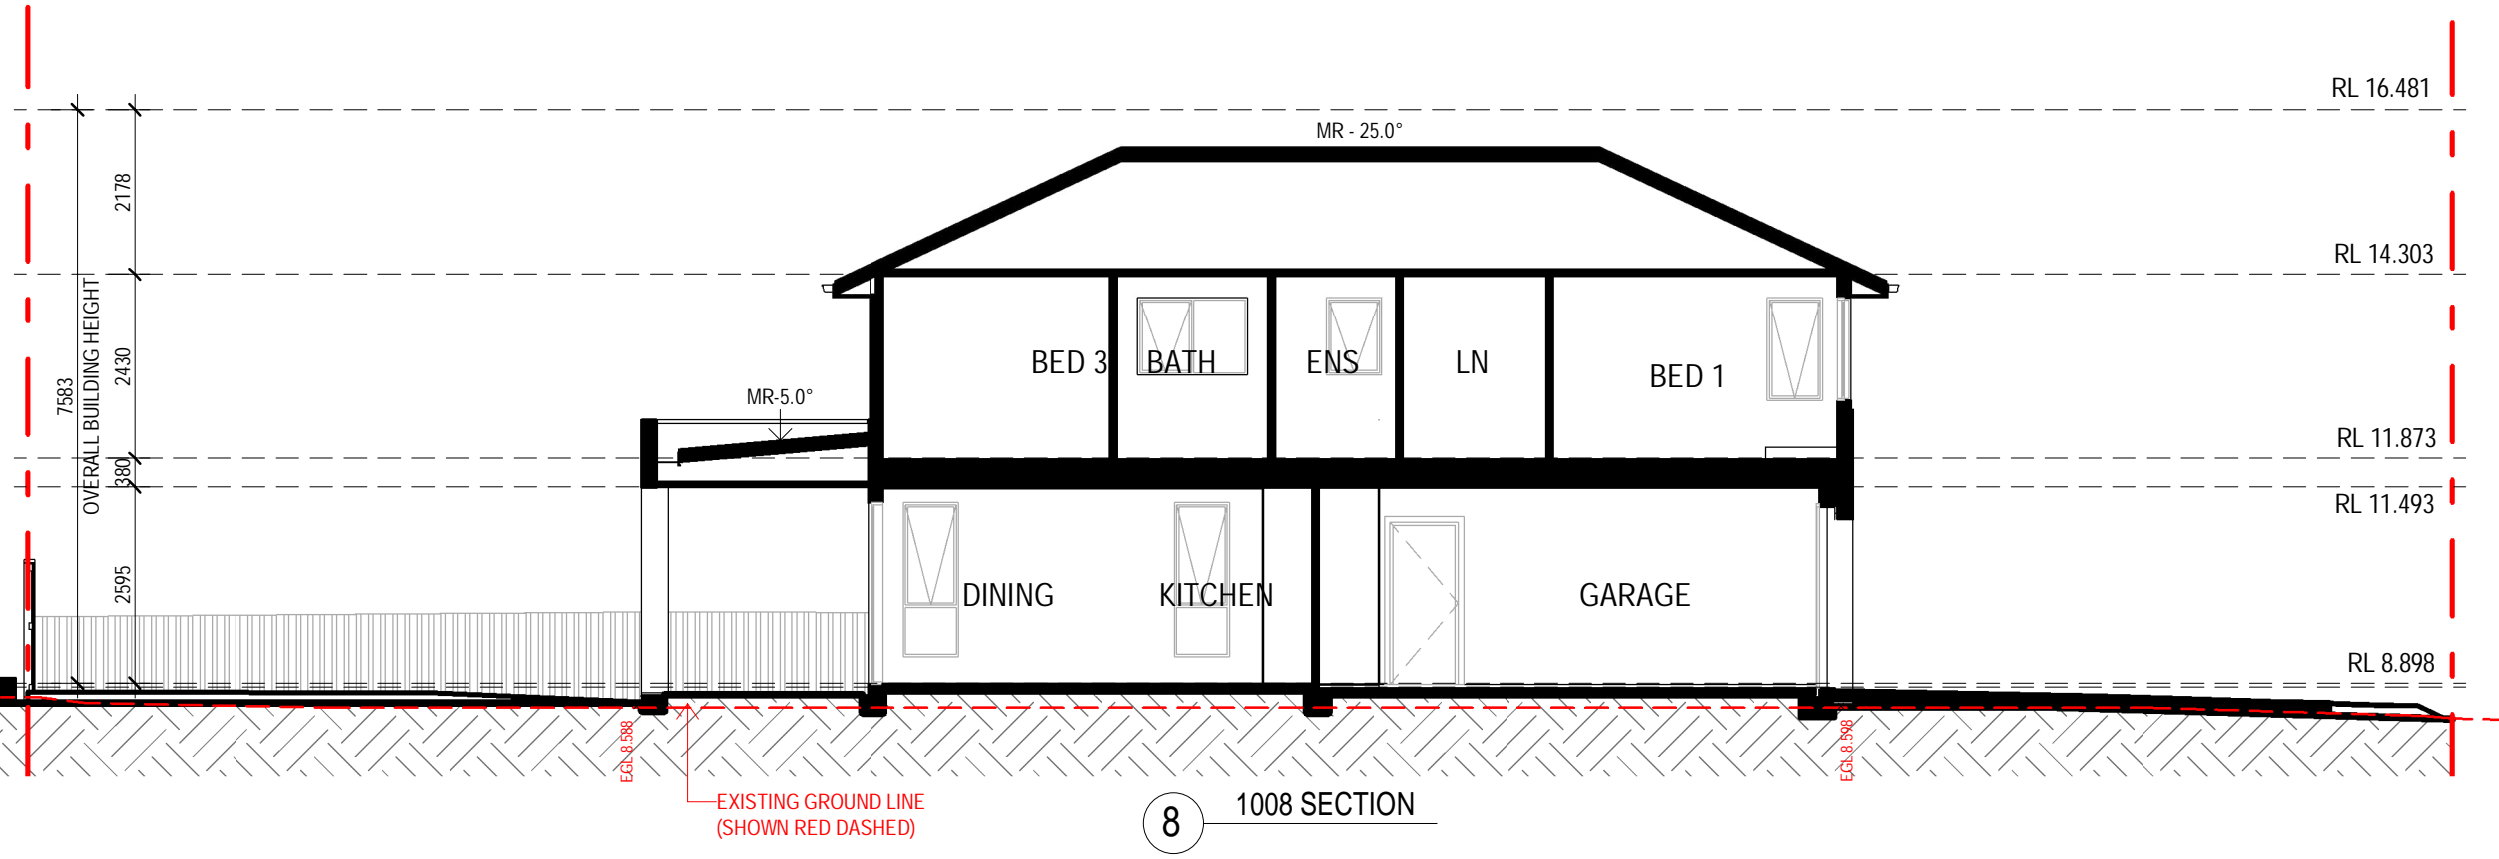 RL 16.481
MR - 25.0°
2178
RL 14.303
7583
OVERALL BUILDING HEIGHT
2430
BED 3
BATH
ENS
LN
BED 1
MR-5.0°
RL 11.873
380
RL 11.493
2595
DINING
KITCHEN
GARAGE
RL 8.898
EGL 8.588
EGL 8.598
EXISTING GROUND LINE
(SHOWN RED DASHED)
8
1008 SECTION